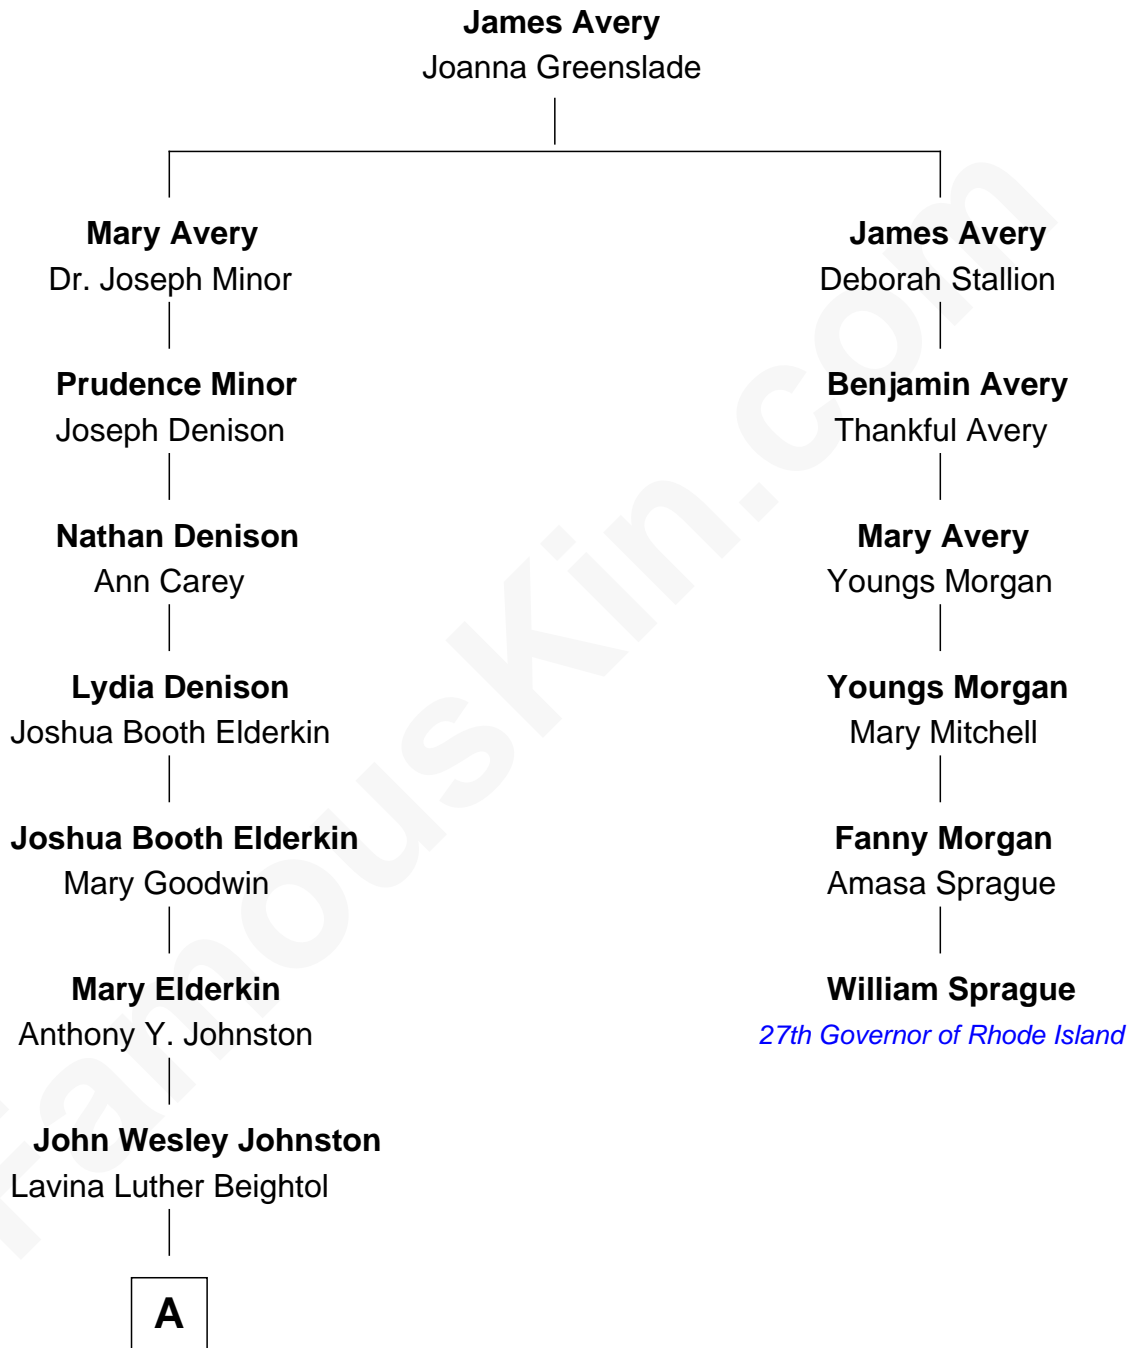 James Avery
Joanna Greenslade
Mary Avery
Dr. Joseph Minor
Prudence Minor
Joseph Denison
Nathan Denison
Ann Carey
Lydia Denison
Joshua Booth Elderkin
Joshua Booth Elderkin
Mary Goodwin
Mary Elderkin
Anthony Y. Johnston
John Wesley Johnston
Lavina Luther Beightol
A
James Avery
Deborah Stallion
Benjamin Avery
Thankful Avery
Mary Avery
Youngs Morgan
Youngs Morgan
Mary Mitchell
Fanny Morgan
Amasa Sprague
William Sprague
27th Governor of Rhode Island
FamousKin.com